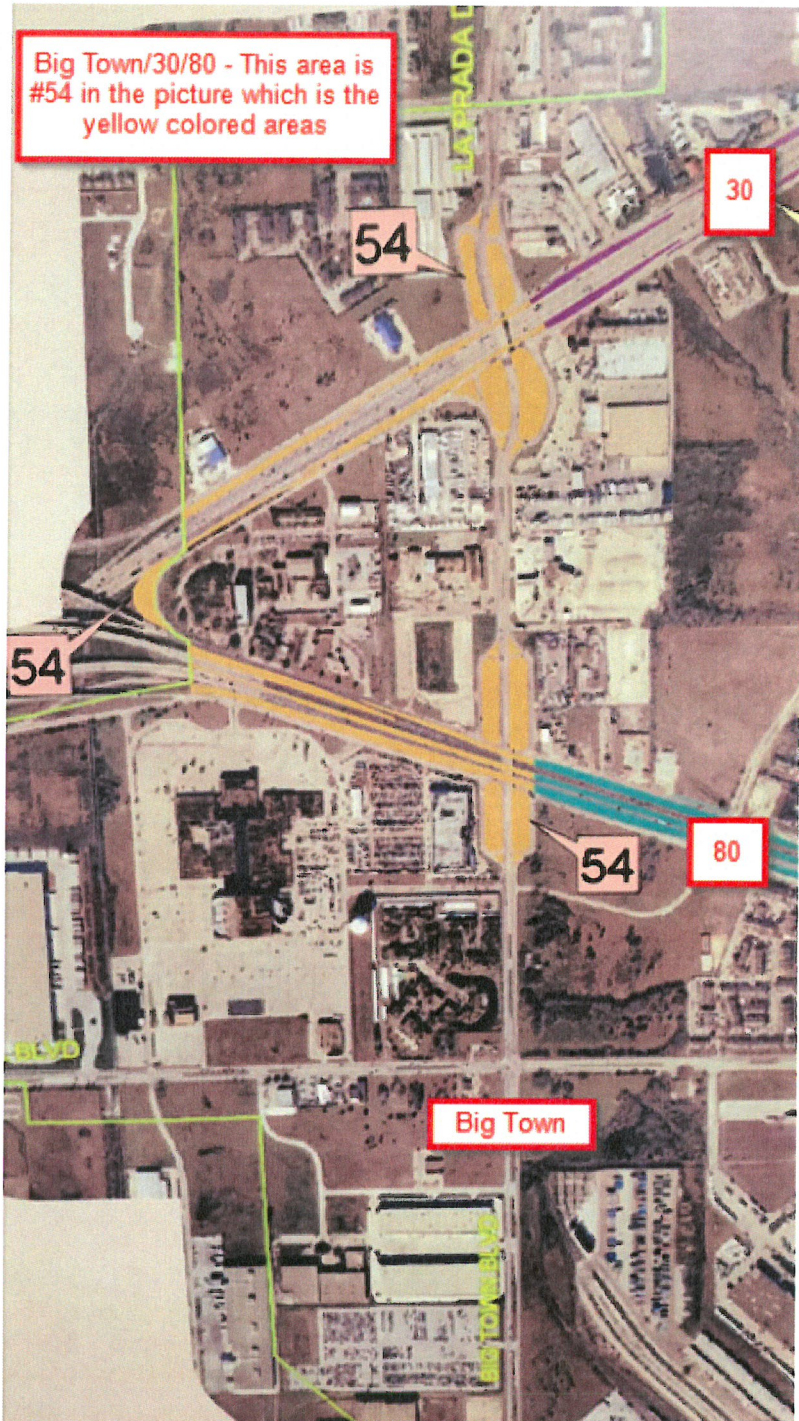 Big Town/30/80 - This area is
#54 in the picture which is the
yellow colored areas
LA PRADA D
30
54
54
54
80
BLVD
Big Town
BIG TOWN BLVD